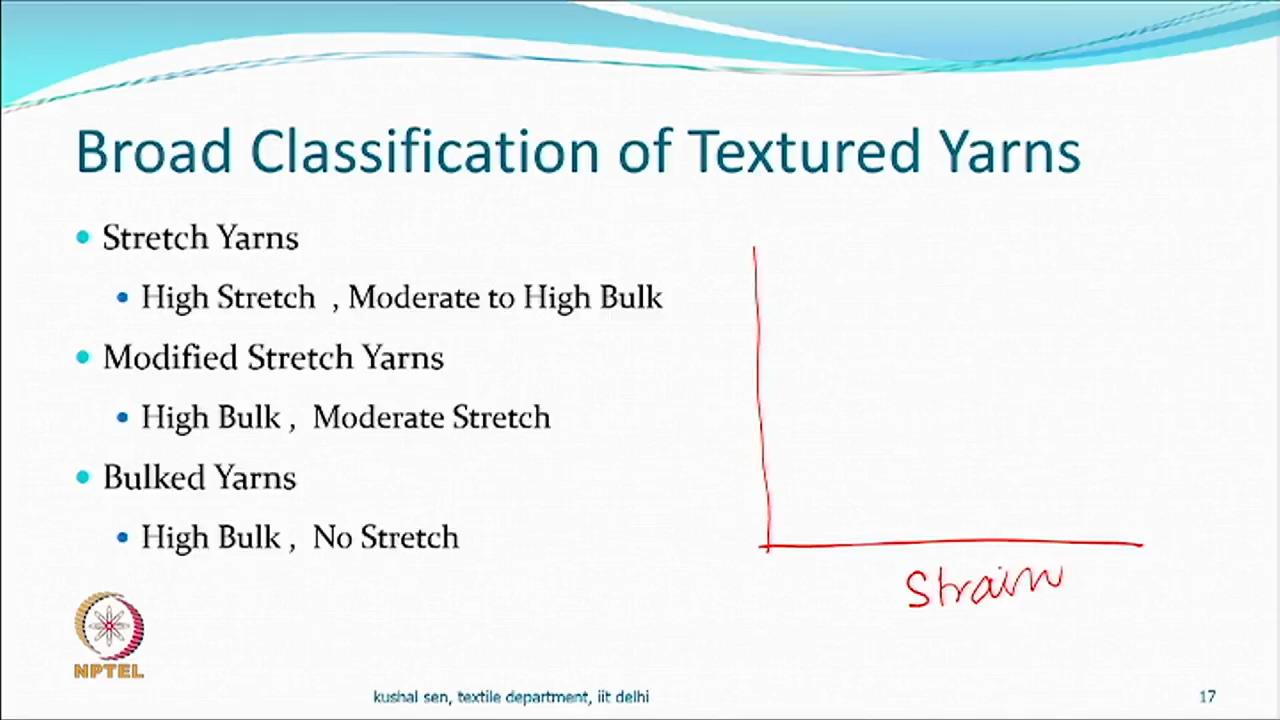 Broad Classification of Textured Yarns
Stretch Yarns
High Stretch , Moderate to High Bulk
Modified Stretch Yarns
High Bulk , Moderate Stretch
Bulked Yarns
High Bulk , No Stretch
Strain
NPTEL
kushal sen, textile department, iit delhi
17